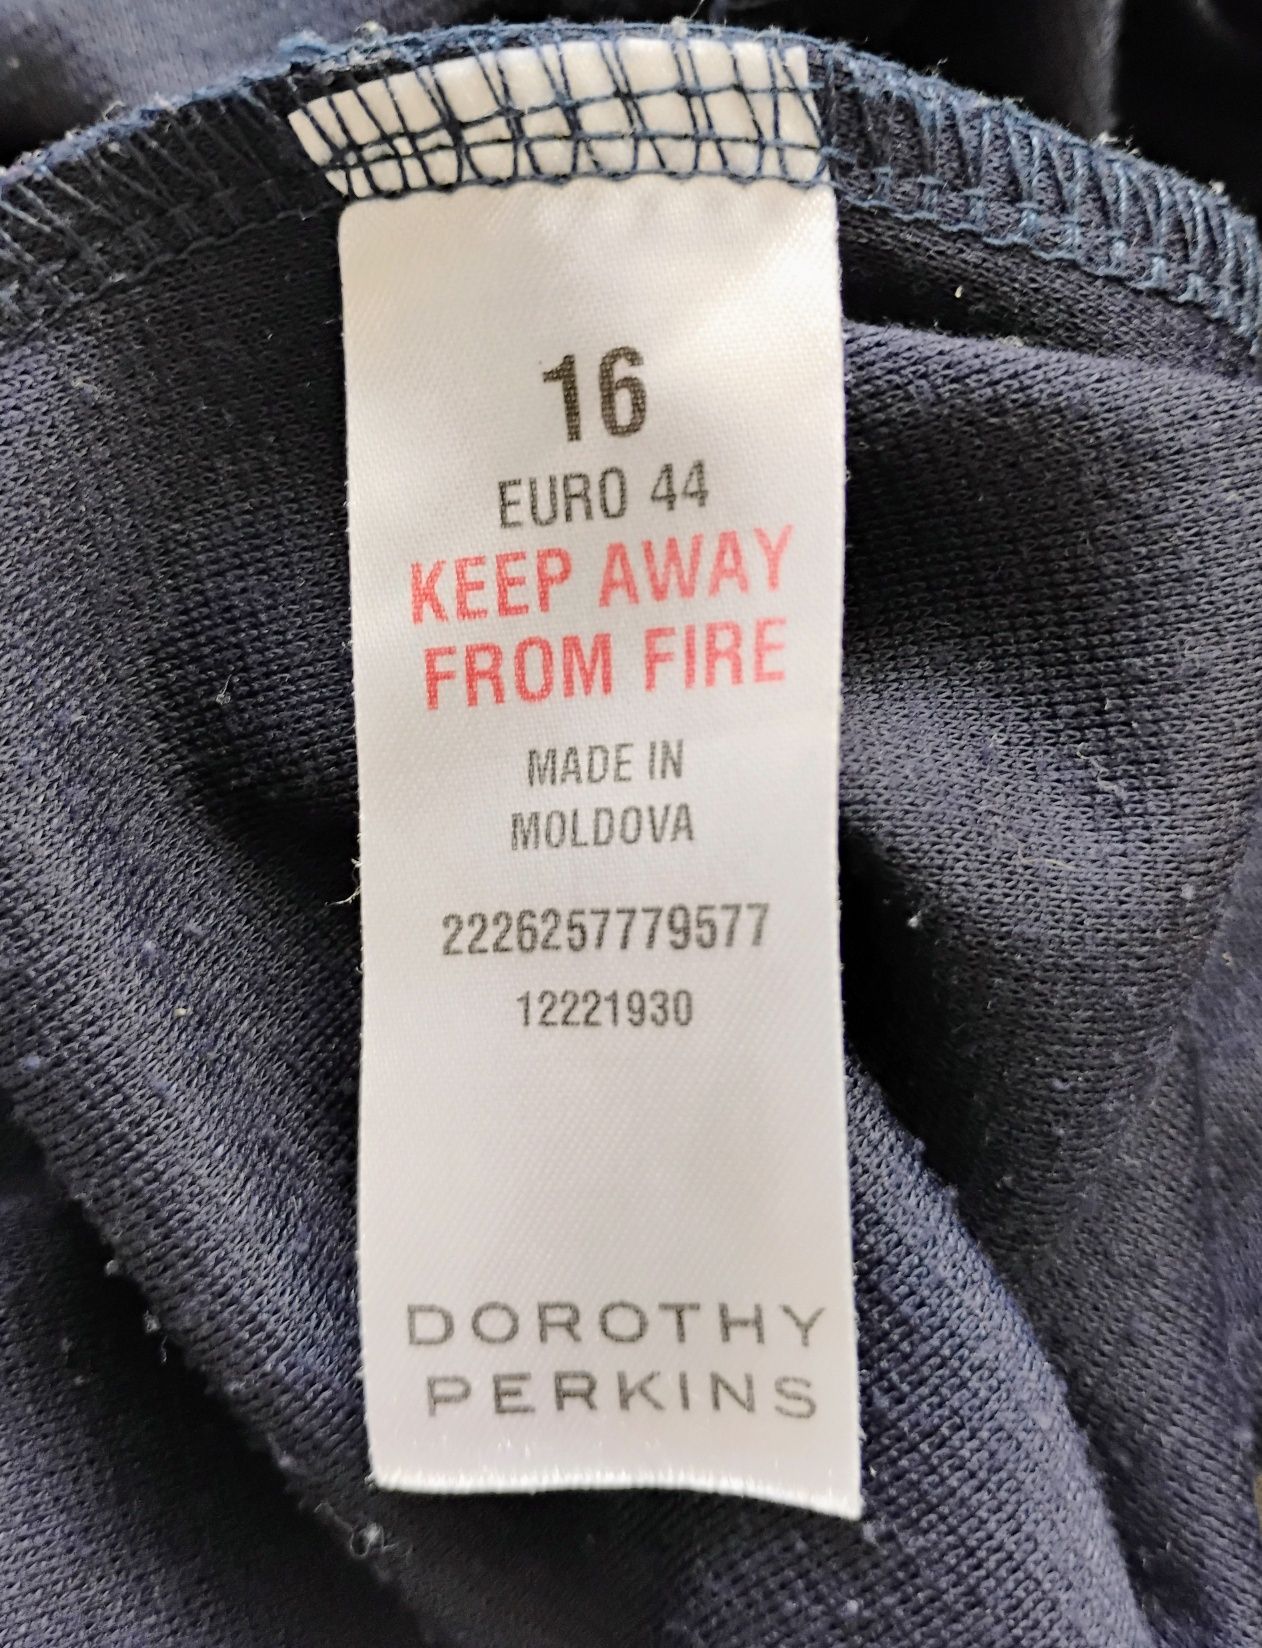 16
EURO 44
KEEP AWAY
FROM FIRE
MADE IN
MOLDOVA
2226257779577
12221930
DOROTHY
PERKINS